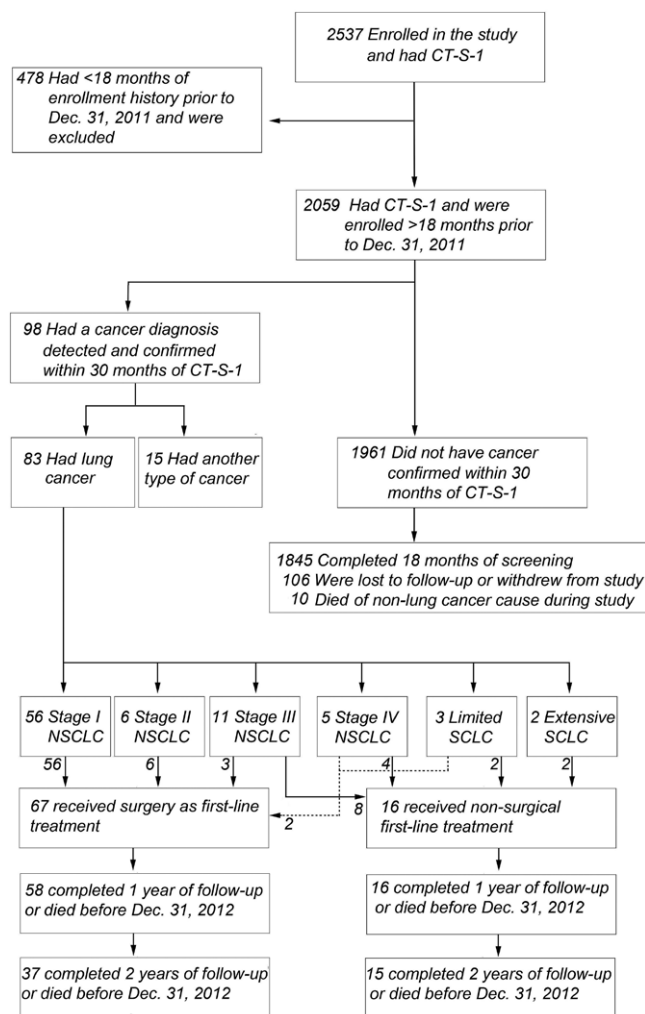 2537 Enrolled in the study
and had CT-S-1
478 Had <18 months of
enrollment history prior to
Dec. 31, 2011 and were
excluded
2059 Had CT-S-1 and were
enrolled >18 months prior
to Dec. 31, 2011
98 Had a cancer diagnosis
detected and confirmed
within 30 months of CT-S-1
83 Had lung
cancer
15 Had another
type of cancer
1961 Did not have cancer
confirmed within 30
months of CT-S-1
1845 Completed 18 months of screening
106 Were lost to follow-up or withdrew from study
10 Died of non-lung cancer cause during study
56 Stage I
NSCLC
6 Stage II
NSCLC
11 Stage III
NSCLC
5 Stage IV
NSCLC
3 Limited
SCLC
2 Extensive
SCLC
56
6
3
4
2
2
8
2
67 received surgery as first-line
treatment
16 received non-surgical
first-line treatment
58 completed 1 year of follow-up
or died before Dec. 31, 2012
16 completed 1 year of follow-up
or died before Dec. 31, 2012
37 completed 2 years of follow-up
or died before Dec. 31, 2012
15 completed 2 years of follow-up
or died before Dec. 31, 2012